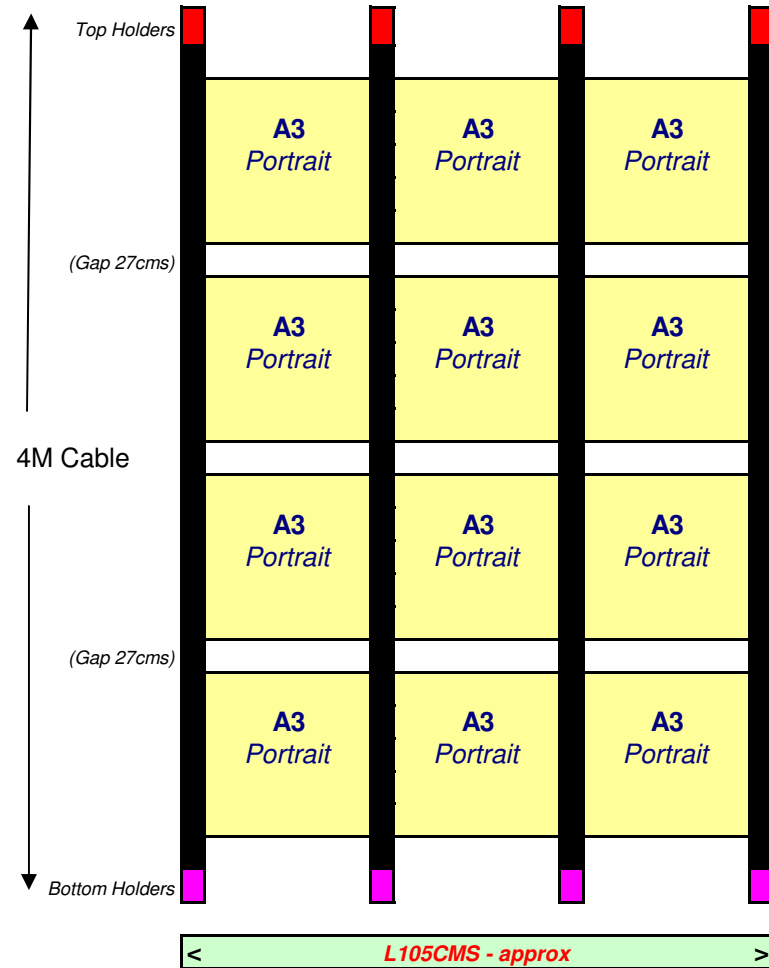 Top Holders
A3 A3 A3
Portrait Portrait Portrait
(Gap 27cms)
A3 A3 A3
Portrait Portrait Portrait
4M Cable
A3 A3 A3
Portrait Portrait Portrait
(Gap 27cms)
A3 A3 A3
Portrait Portrait Portrait
Bottom Holders
< L105CMS - approx >